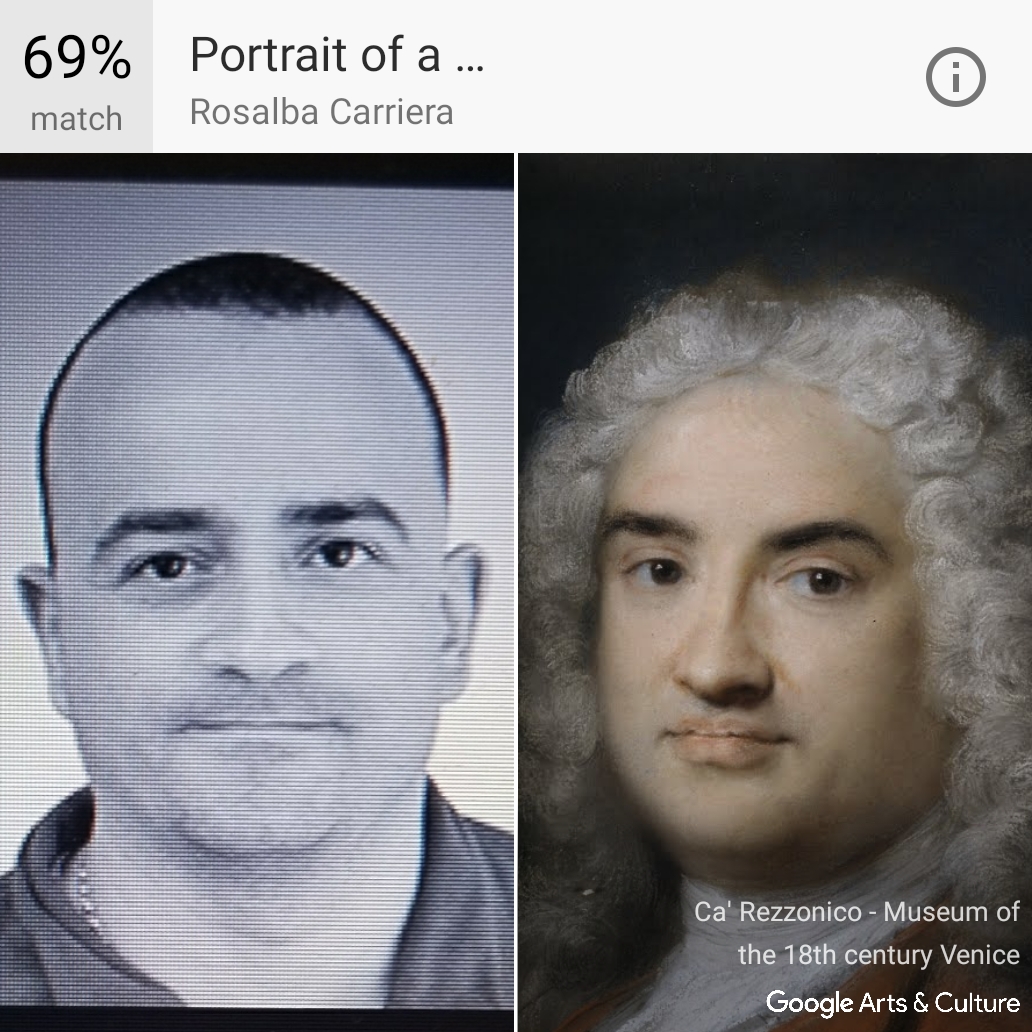 69%
match
Portrait of a ...
Rosalba Carriera
Ca' Rezzonico - Museum of
the 18th century Venice
Google Arts & Culture